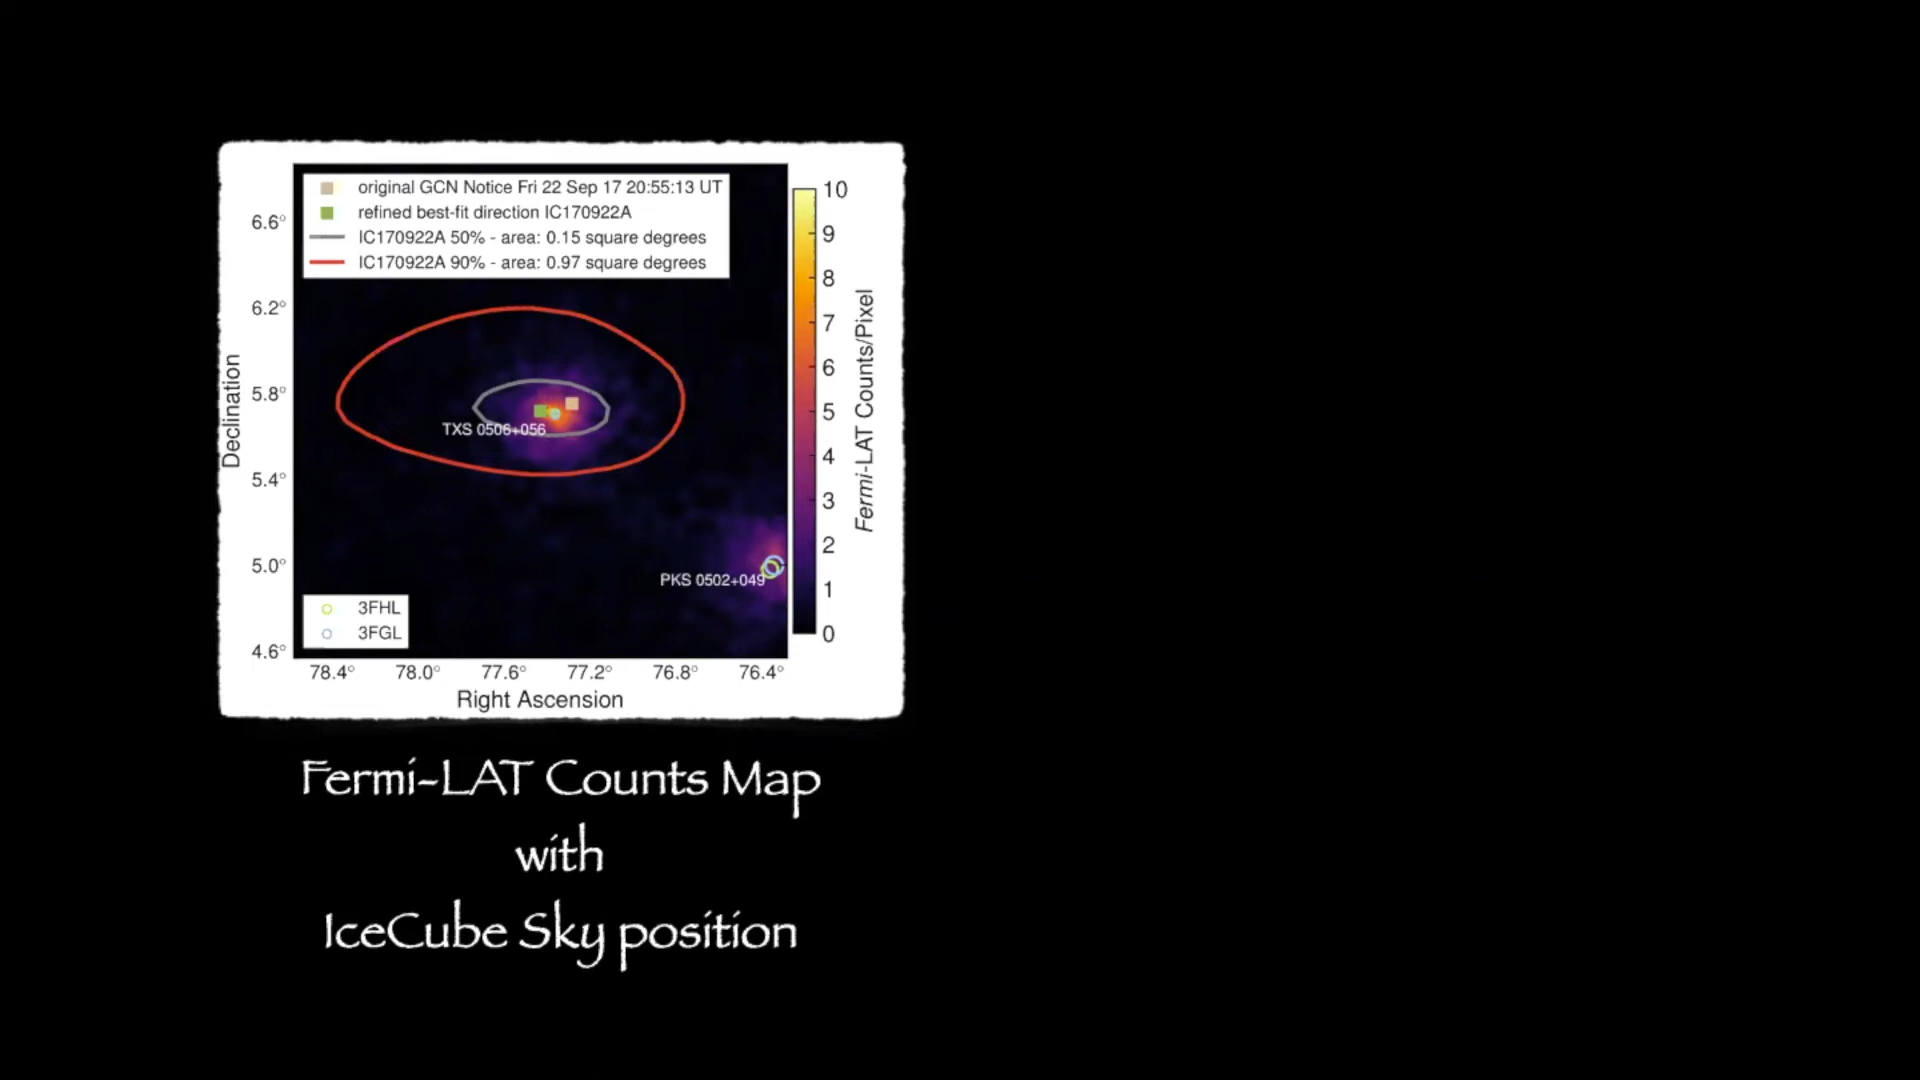 original GCN Notice Fri 22 Sep 17 20:55:13 UT
refined best-fit direction IC170922A
IC170922A 50% - area: 0.15 square degrees
IC170922A 90% - area: 0.97 square degrees
6.6°
6.2°
5.8°
5.4°
5.0°
4.6°
Declination
TXS 0506+056
PKS 0502+049
3FHL
3FGL
78.4°
78.0°
77.6°
77.2°
76.8°
76.4°
Right Ascension
10
9
8
7
6
5
4
3
2
1
0
Fermi-LAT Counts/Pixel
Fermi-LAT Counts Map
with
IceCube Sky position